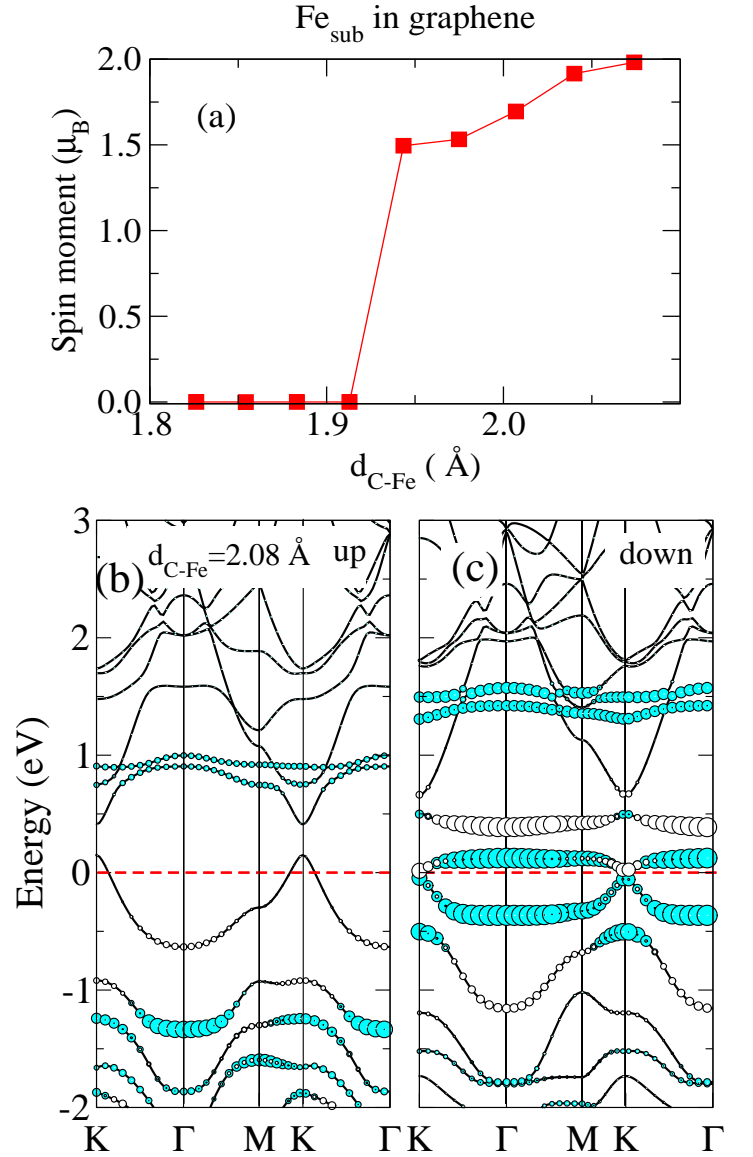 Fe_sub in graphene
2.0
1.5
1.0
0.5
0.0
Spin moment (μ_B)
(a)
1.8 1.9 2.0
d_C-Fe ( Å)
3
2
1
0
-1
-2
Energy (eV)
(b) d_C-Fe=2.08 Å up
(c) down
K Γ M K Γ K Γ M K Γ